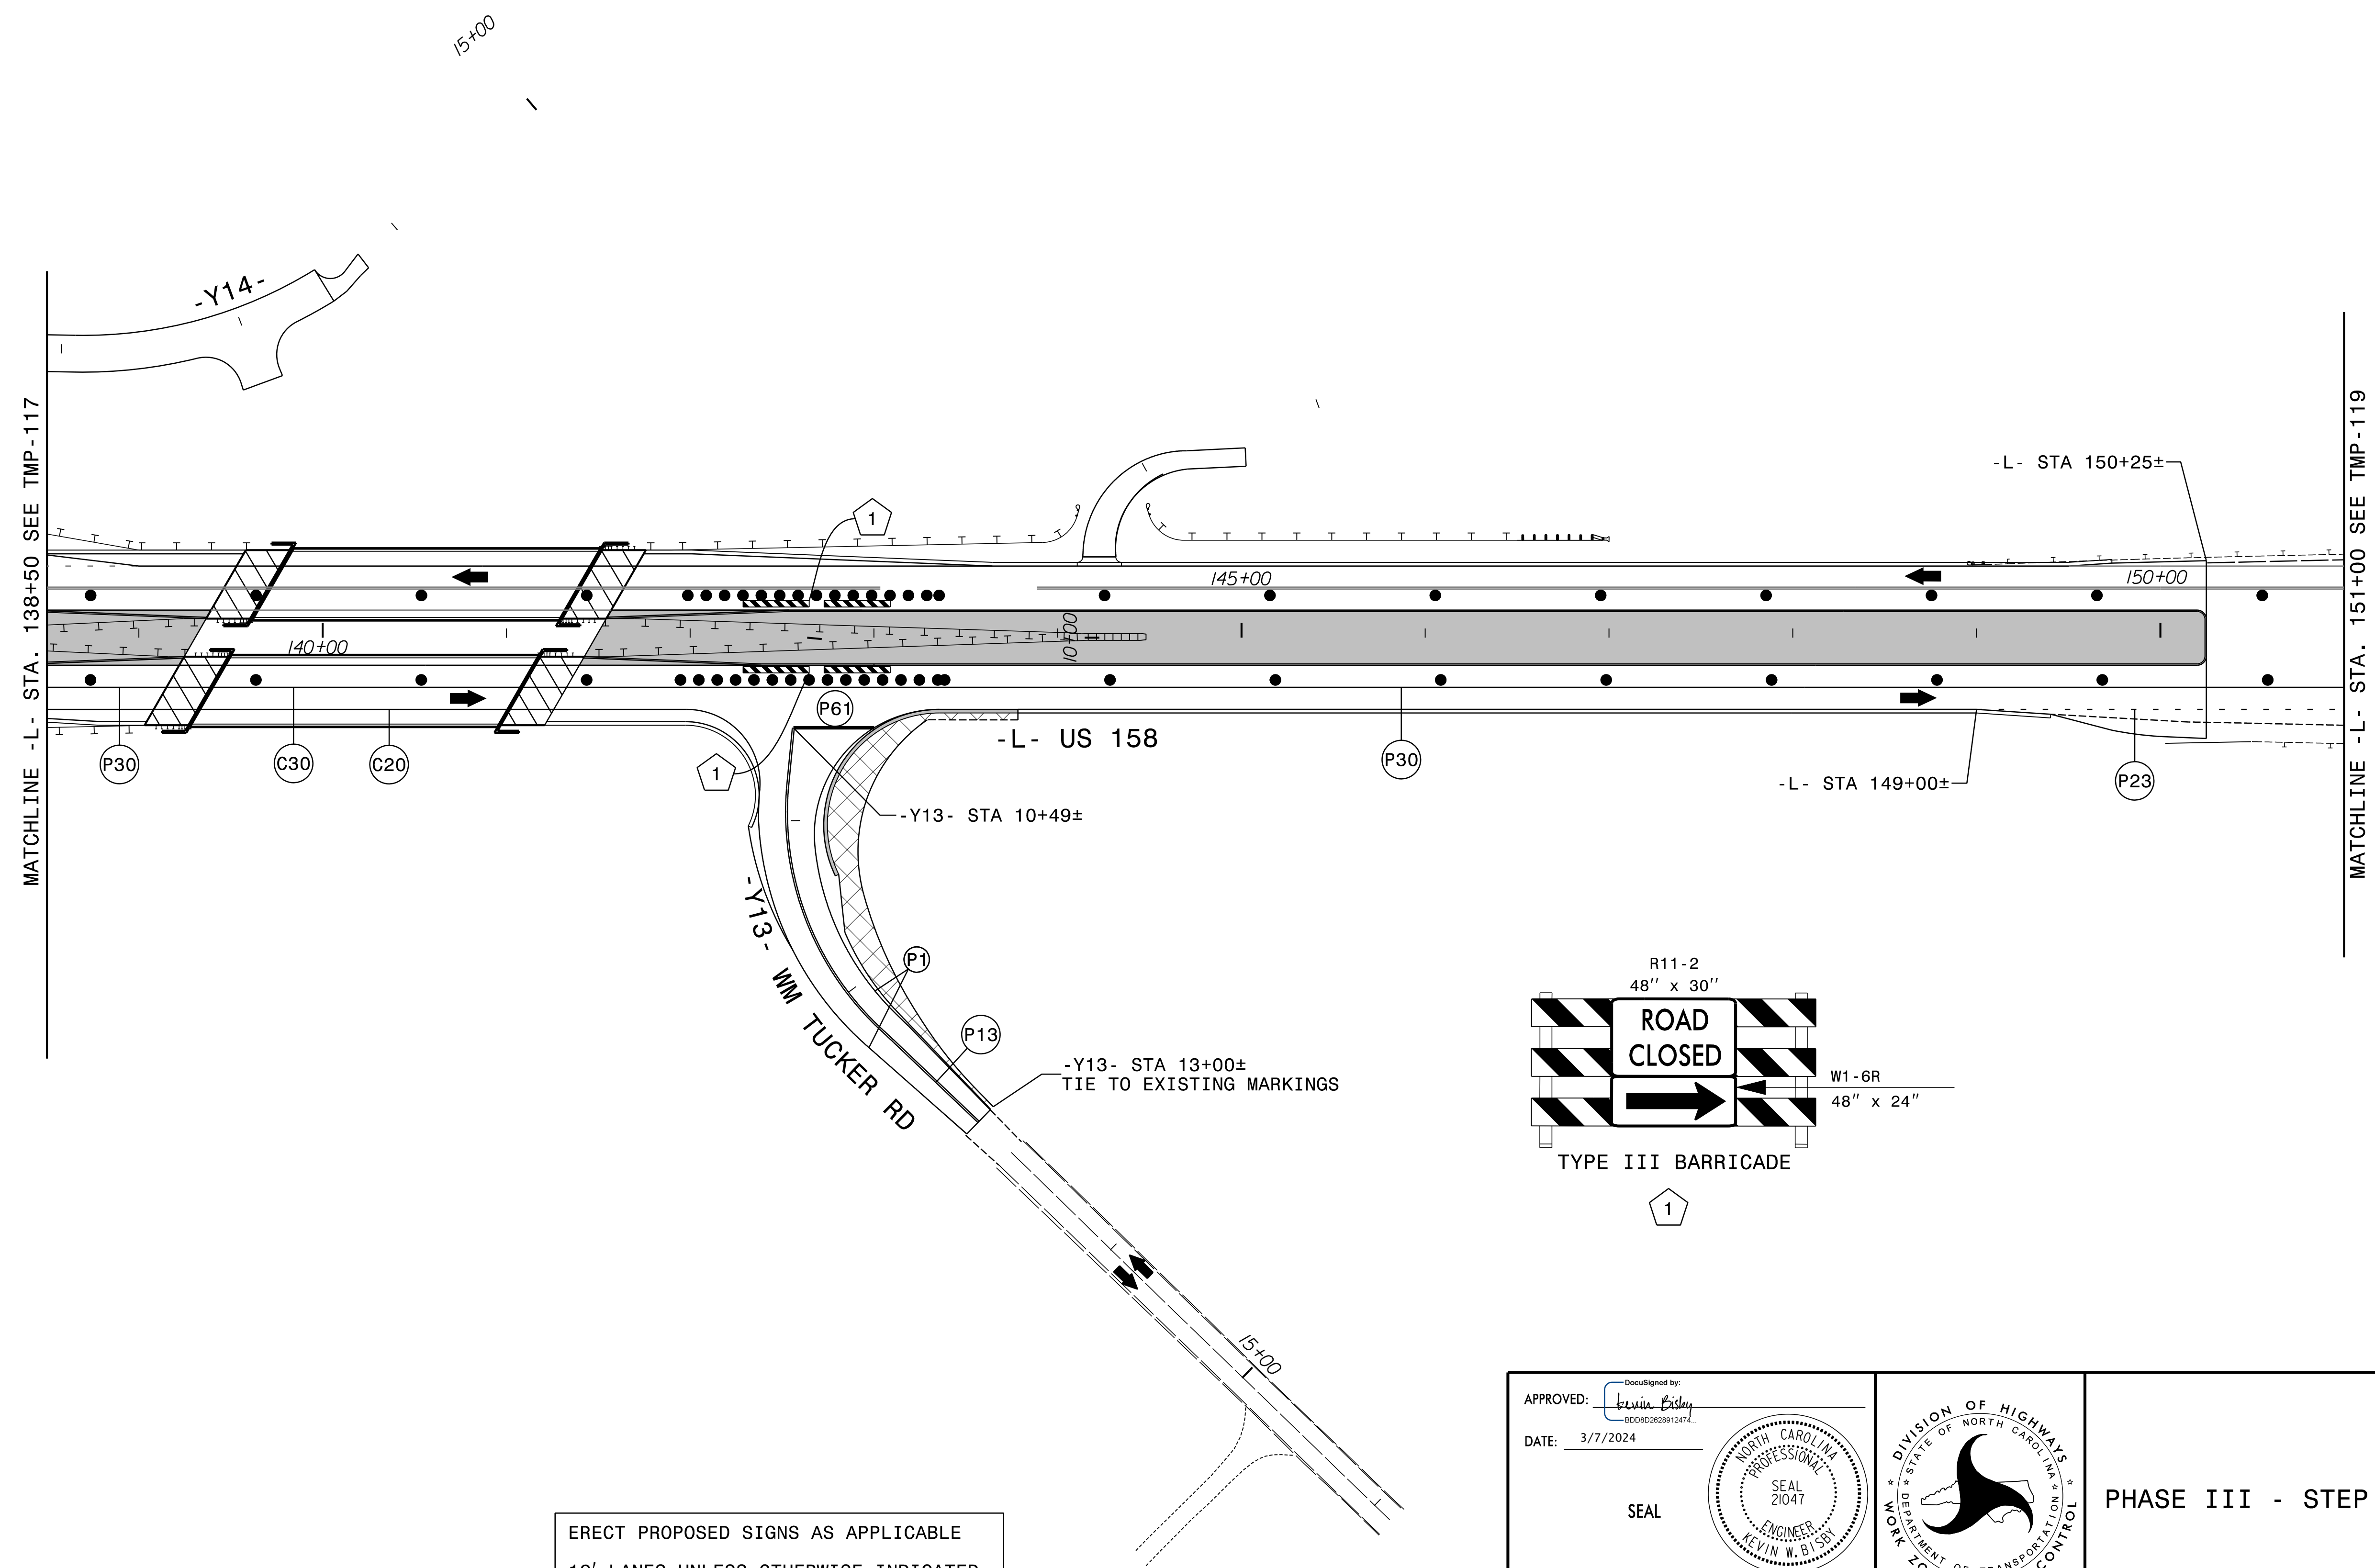 15+00
-Y14-
MATCHLINE -L- STA. 138+50 SEE TMP-117
MATCHLINE -L- STA. 151+00 SEE TMP-119
-L- STA 150+25±
1
145+00
150+00
140+00
10+00
P61
-L- US 158
P30
C30
C20
1
P30
-L- STA 149+00±
P23
-Y13- STA 10+49±
-Y13- WM TUCKER RD
P1
P13
-Y13- STA 13+00±
TIE TO EXISTING MARKINGS
R11-2
48" x 30"
ROAD
CLOSED
W1-6R
48" x 24"
TYPE III BARRICADE
1
15+00
ERECT PROPOSED SIGNS AS APPLICABLE
LANES UNLESS OTHERWISE INDICATED
APPROVED:
DocuSigned by:
Kevin Bisby
BDD8D2628912474...
DATE: 3/7/2024
SEAL
NORTH CAROLINA
PROFESSIONAL
SEAL
21047
ENGINEER
KEVIN W. BISBY
DIVISION OF HIGHWAYS
STATE OF NORTH CAROLINA
DEPARTMENT OF TRANSPORTATION
WORK
CONTROL
PHASE III - STEP